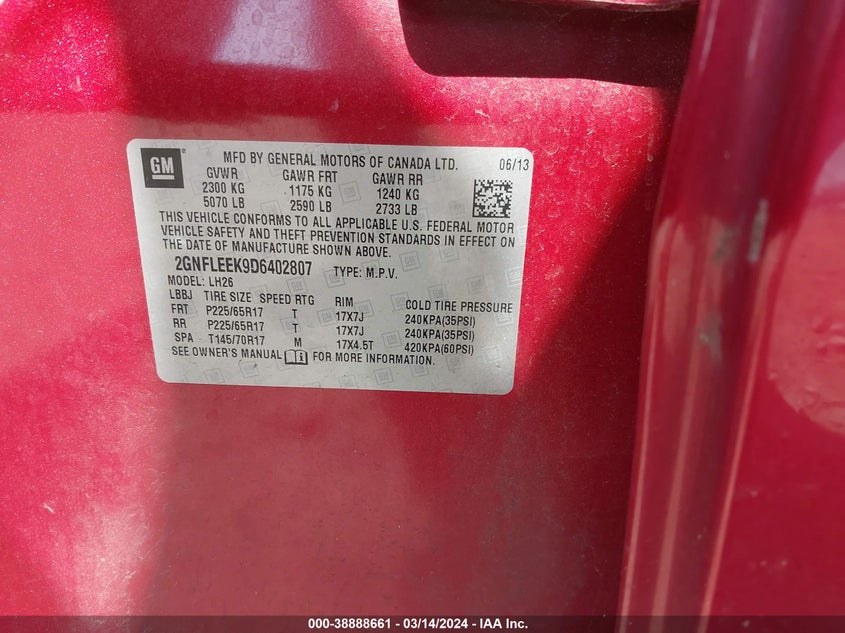 GM MFD BY GENERAL MOTORS OF CANADA LTD. 06/13
GVWR GAWR FRT GAWR RR
2300 KG 1175 KG 1240 KG
5070 LB 2590 LB 2733 LB
THIS VEHICLE CONFORMS TO ALL APPLICABLE U.S. FEDERAL MOTOR
VEHICLE SAFETY AND THEFT PREVENTION STANDARDS IN EFFECT ON
THE DATE OF MANUFACTURE SHOWN ABOVE.
2GNFLEEK9D6402807 TYPE: M.P.V.
MODEL: LH26
LBBJ TIRE SIZE SPEED RTG RIM COLD TIRE PRESSURE
FRT P225/65R17 T 17X7J 240KPA(35PSI)
RR P225/65R17 T 17X7J 240KPA(35PSI)
SPA T145/70R17 M 17X4.5T 420KPA(60PSI)
SEE OWNER'S MANUAL FOR MORE INFORMATION.
000-38888661 - 03/14/2024 - IAA Inc.